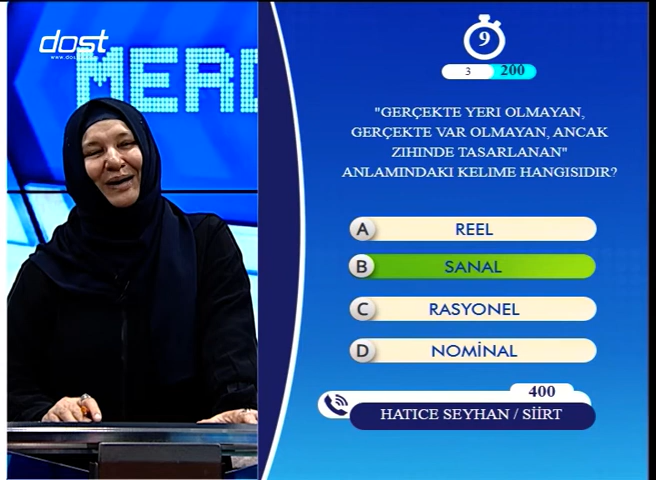 dost
MERD
9
3
200
"GERÇEKTE YERI OLMAYAN,
GERÇEKTE VAR OLMAYAN, ANCAK
ZIHINDE TASARLANAN"
ANLAMINDAKI KELIME HANGISIDIR?
A REEL
B SANAL
C RASYONEL
D NOMİNAL
400
HATICE SEYHAN / SİİRT